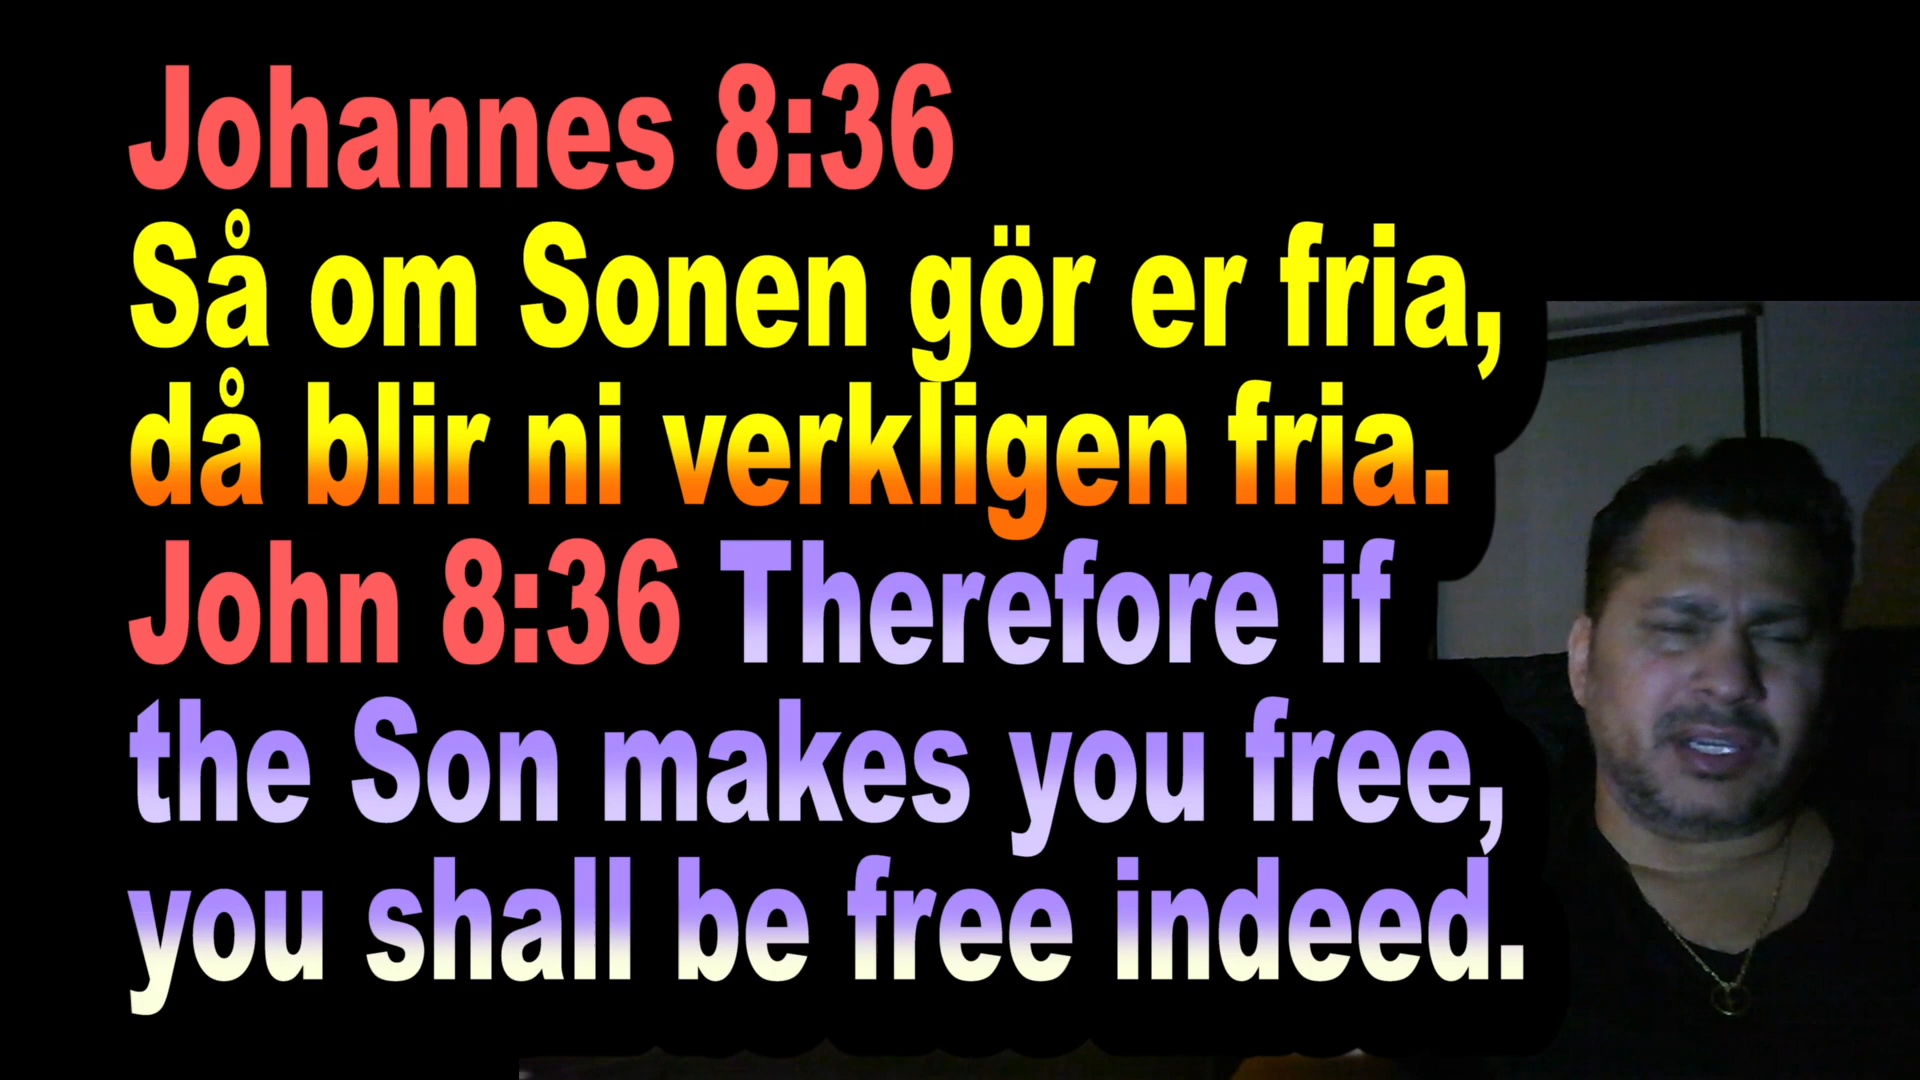 Johannes 8:36
Så om Sonen gör er fria,
då blir ni verkligen fria.
John 8:36 Therefore if
the Son makes you free,
you shall be free indeed.